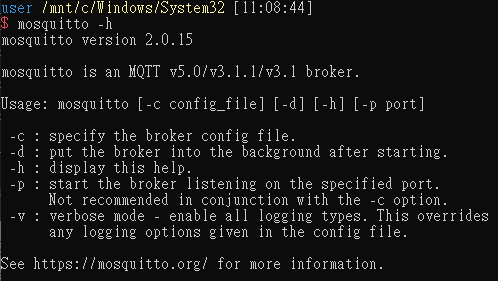 user /mnt/c/Windows/System32 [11:08:44]
$ mosquitto -h
mosquitto version 2.0.15
mosquitto is an MQTT v5.0/v3.1.1/v3.1 broker.
Usage: mosquitto [-c config_file] [-d] [-h] [-p port]
-c : specify the broker config file.
-d : put the broker into the background after starting.
-h : display this help.
-p : start the broker listening on the specified port.
Not recommended in conjunction with the -c option.
-v : verbose mode - enable all logging types. This overrides
any logging options given in the config file.
See https://mosquitto.org/ for more information.